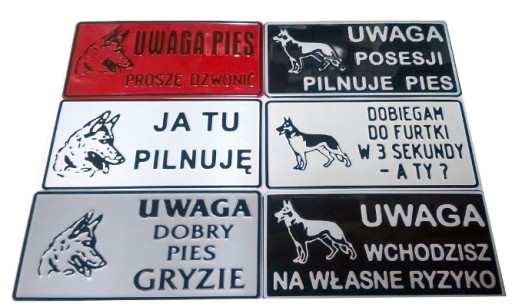 UWAGA PIES
PROSZĘ DZWONIĆ
UWAGA
POSESJI
PILNUJE PIES
JA TU
PILNUJĘ
DOBIEGAM
DO FURTKI
W 3 SEKUNDY
- A TY ?
UWAGA
DOBRY
PIES
GRYZIE
UWAGA
WCHODZISZ
NA WŁASNE RYZYKO